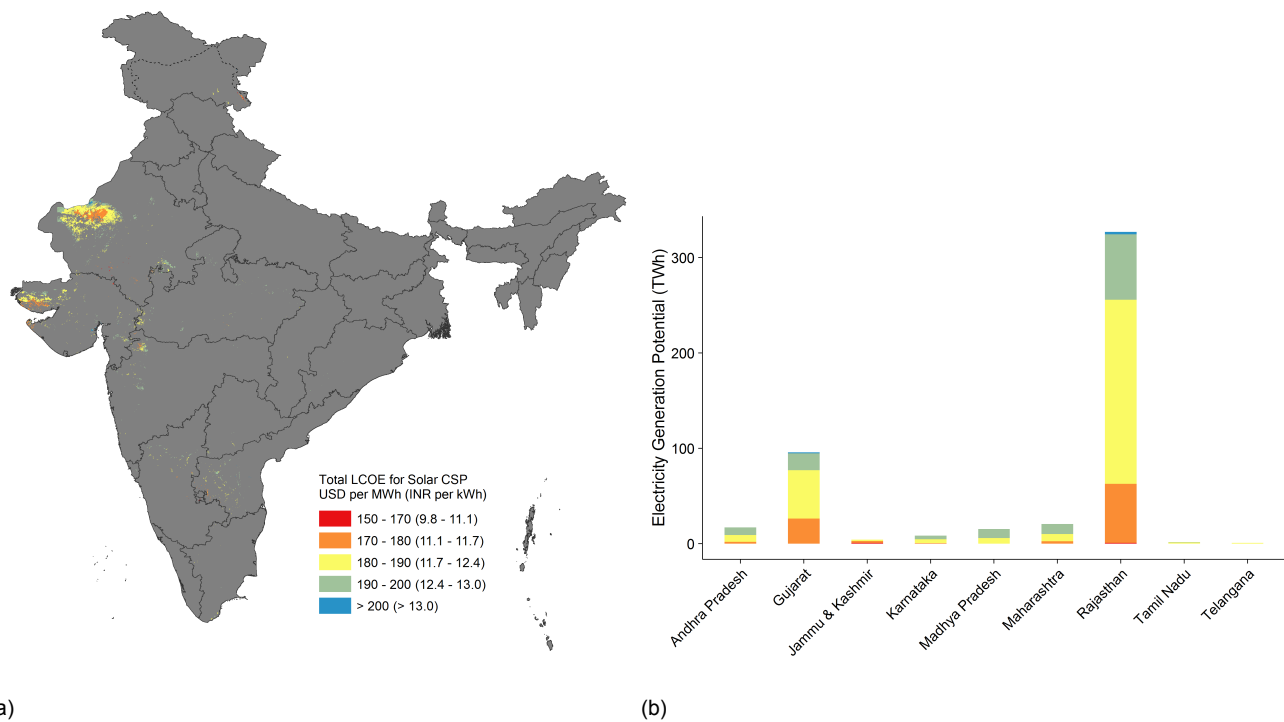 Total LCOE for Solar CSP
USD per MWh (INR per kWh)
150 - 170 (9.8 - 11.1)
170 - 180 (11.1 - 11.7)
180 - 190 (11.7 - 12.4)
190 - 200 (12.4 - 13.0)
> 200 (> 13.0)
a)
Electricity Generation Potential (TWh)
300
200
100
0
Andhra Pradesh
Gujarat
Jammu & Kashmir
Karnataka
Madhya Pradesh
Maharashtra
Rajasthan
Tamil Nadu
Telangana
(b)